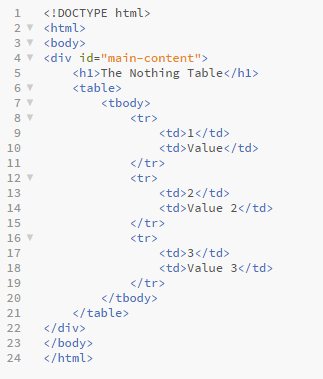 1 <!DOCTYPE html>
2 <html>
3 <body>
4 <div id="main-content">
5     <h1>The Nothing Table</h1>
6     <table>
7         <tbody>
8             <tr>
9                 <td>1</td>
10                 <td>Value</td>
11             </tr>
12             <tr>
13                 <td>2</td>
14                 <td>Value 2</td>
15             </tr>
16             <tr>
17                 <td>3</td>
18                 <td>Value 3</td>
19             </tr>
20         </tbody>
21     </table>
22 </div>
23 </body>
24 </html>